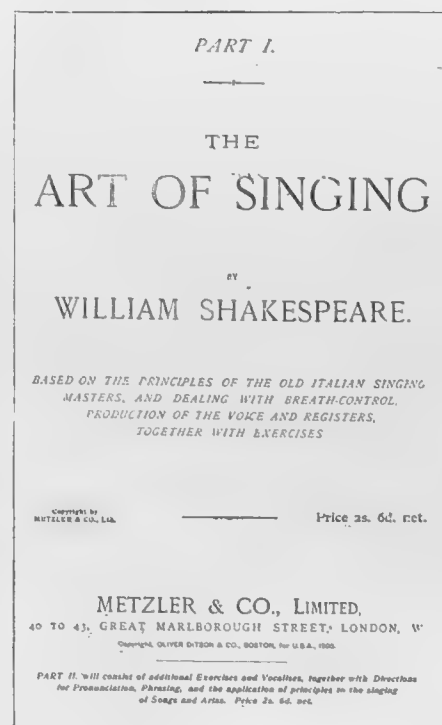 PART I.
THE
ART OF SINGING
BY
WILLIAM SHAKESPEARE.
BASED ON THE PRINCIPLES OF THE OLD ITALIAN SINGING
MASTERS, AND DEALING WITH BREATH-CONTROL,
PRODUCTION OF THE VOICE AND REGISTERS,
TOGETHER WITH EXERCISES
Copyright by
METZLER & CO., Ltd.
Price 2s. 6d. net.
METZLER & CO., LIMITED,
40 TO 43, GREAT MARLBOROUGH STREET, LONDON, W
Copyright, OLIVER DITSON & CO., BOSTON, for U.S.A.,
PART II. will consist of additional Exercises and Vocalises, together with Directions
for Pronunciation, Phrasing, and the application of principles to the singing
of Songs and Arias. Price 2s. 6d. net.